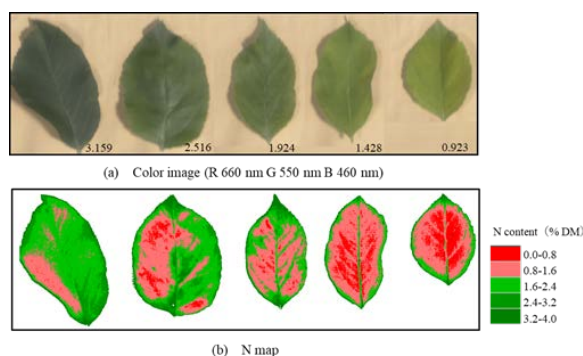 3.159 2.516 1.924 1.428 0.923
(a) Color image (R 660 nm G 550 nm B 460 nm)
N content (% DM)
0.0-0.8
0.8-1.6
1.6-2.4
2.4-3.2
3.2-4.0
(b) N map